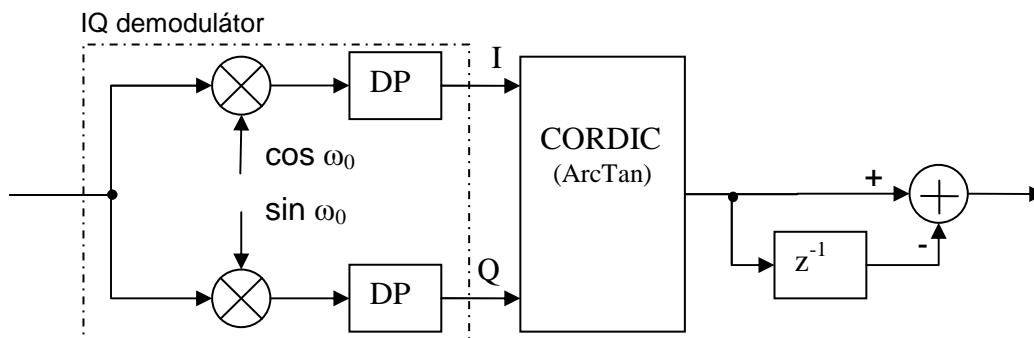 IQ demodulátor
I
DP
CORDIC
(ArcTan)
cos ω₀
sin ω₀
+
-
z⁻¹
Q
DP